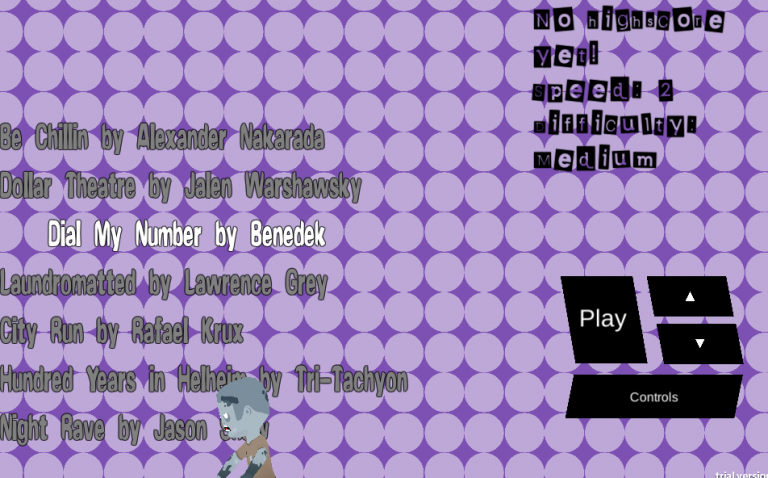 No highscore
yet!
Speed: 2
Difficulty:
Medium
Be Chillin by Alexander Nakarada
Dollar Theatre by Jalen Warshawsky
Dial My Number by Benedek
Laundromatted by Lawrence Grey
City Run by Rafael Krux
Hundred Years in Helheim by Tri-Tachyon
Night Rave by Jason
Play
▲
▼
Controls
trial version